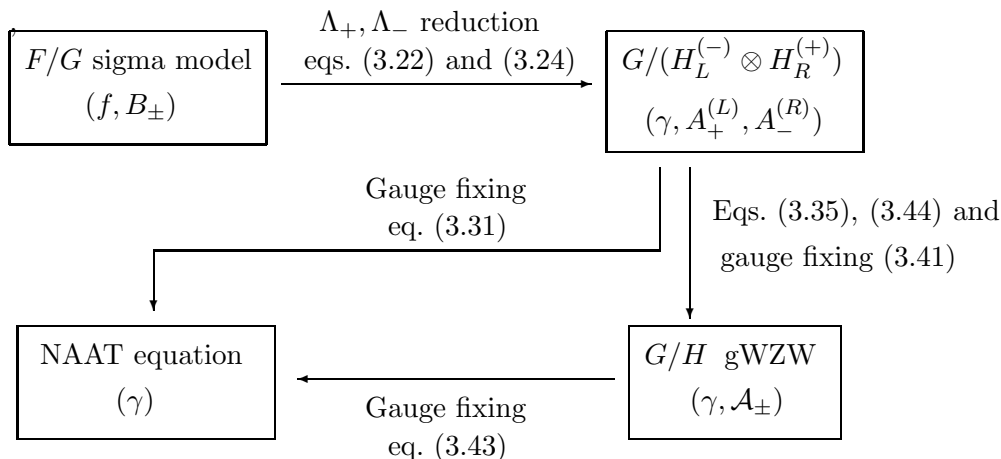 ,
Λ₊, Λ₋ reduction
eqs. (3.22) and (3.24)
F/G sigma model
(f, B±)
G/(H_L^{(−)} ⊗ H_R^{(+)})
(γ, A_+^{(L)}, A_−^{(R)})
Gauge fixing
eq. (3.31)
Eqs. (3.35), (3.44) and
gauge fixing (3.41)
NAAT equation
(γ)
G/H gWZW
(γ, 𝒜±)
Gauge fixing
eq. (3.43)